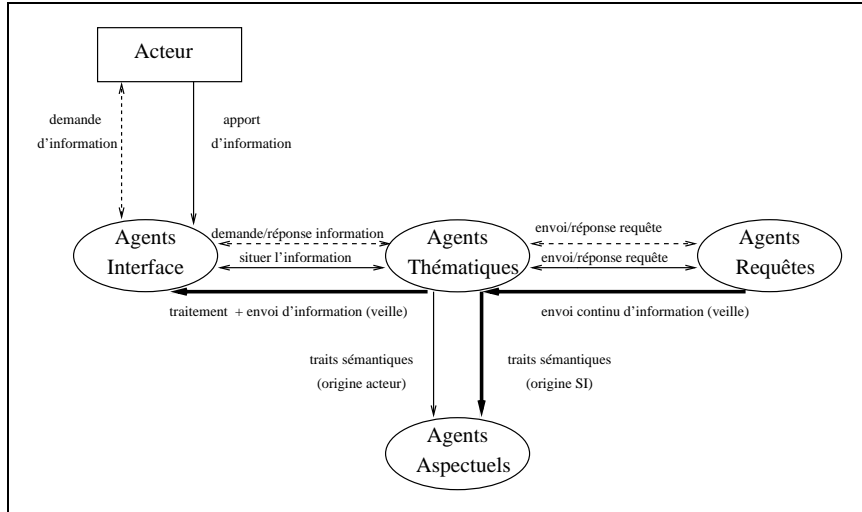 Acteur
demande
d'information
apport
d'information
Agents
Interface
demande/réponse information
situer l'information
Agents
Thématiques
envoi/réponse requête
envoi/réponse requête
Agents
Requêtes
traitement + envoi d'information (veille)
envoi continu d'information (veille)
traits sémantiques
(origine acteur)
traits sémantiques
(origine SI)
Agents
Aspectuels